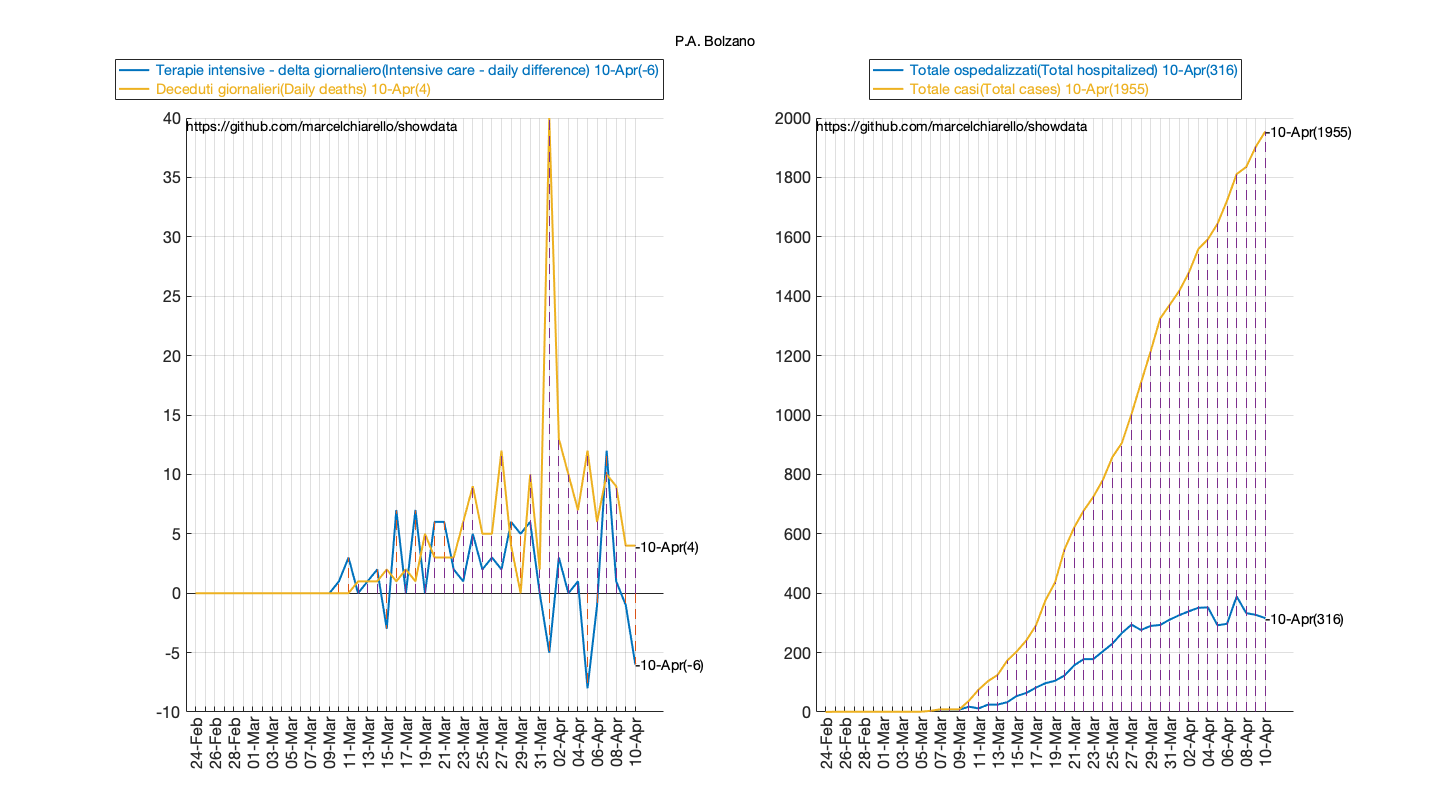 P.A. Bolzano
Terapie intensive - delta giornaliero(Intensive care - daily difference) 10-Apr(-6)
Deceduti giornalieri(Daily deaths) 10-Apr(4)
https://github.com/marcelchiarello/showdata
40
35
30
25
20
15
10
5
0
-5
-10
-10-Apr(4)
-10-Apr(-6)
24-Feb
26-Feb
28-Feb
01-Mar
03-Mar
05-Mar
07-Mar
09-Mar
11-Mar
13-Mar
15-Mar
17-Mar
19-Mar
21-Mar
23-Mar
25-Mar
27-Mar
29-Mar
31-Mar
02-Apr
04-Apr
06-Apr
08-Apr
10-Apr
Totale ospedalizzati(Total hospitalized) 10-Apr(316)
Totale casi(Total cases) 10-Apr(1955)
https://github.com/marcelchiarello/showdata
2000
1800
1600
1400
1200
1000
800
600
400
200
0
-10-Apr(1955)
-10-Apr(316)
24-Feb
26-Feb
28-Feb
01-Mar
03-Mar
05-Mar
07-Mar
09-Mar
11-Mar
13-Mar
15-Mar
17-Mar
19-Mar
21-Mar
23-Mar
25-Mar
27-Mar
29-Mar
31-Mar
02-Apr
04-Apr
06-Apr
08-Apr
10-Apr